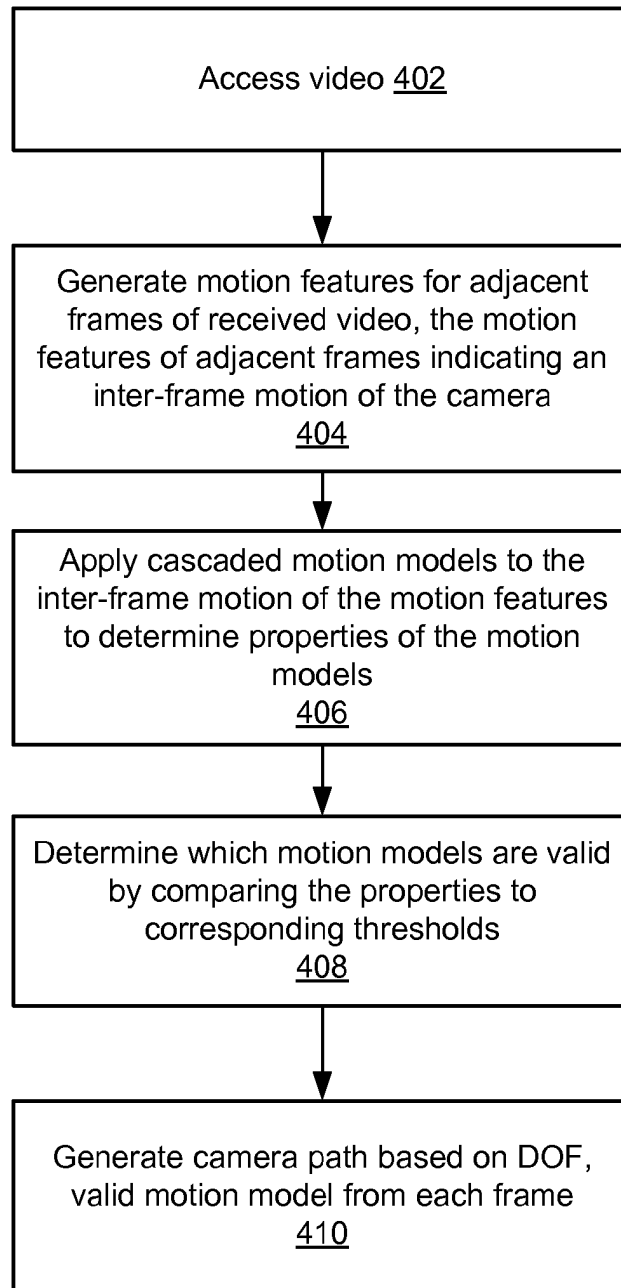 Access video 402
Generate motion features for adjacent
frames of received video, the motion
features of adjacent frames indicating an
inter-frame motion of the camera
404
Apply cascaded motion models to the
inter-frame motion of the motion features
to determine properties of the motion
models
406
Determine which motion models are valid
by comparing the properties to
corresponding thresholds
408
Generate camera path based on DOF,
valid motion model from each frame
410